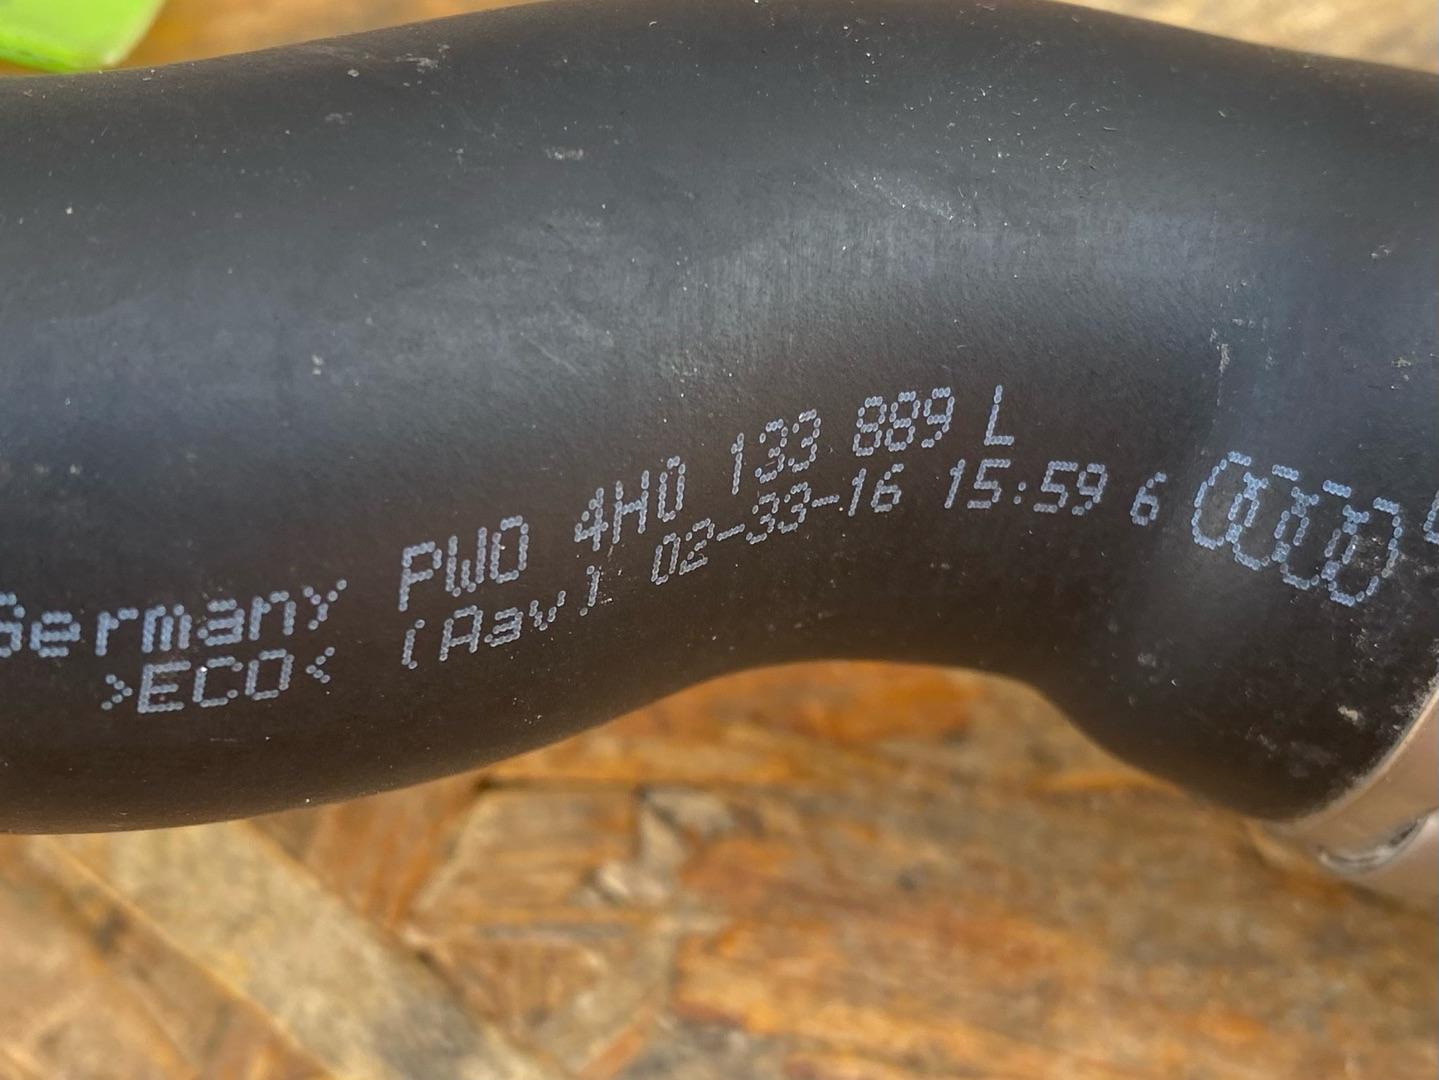 Germany PWO 4H0 133 889 L
>ECO< [Aav] 02-33-16 15:59 6